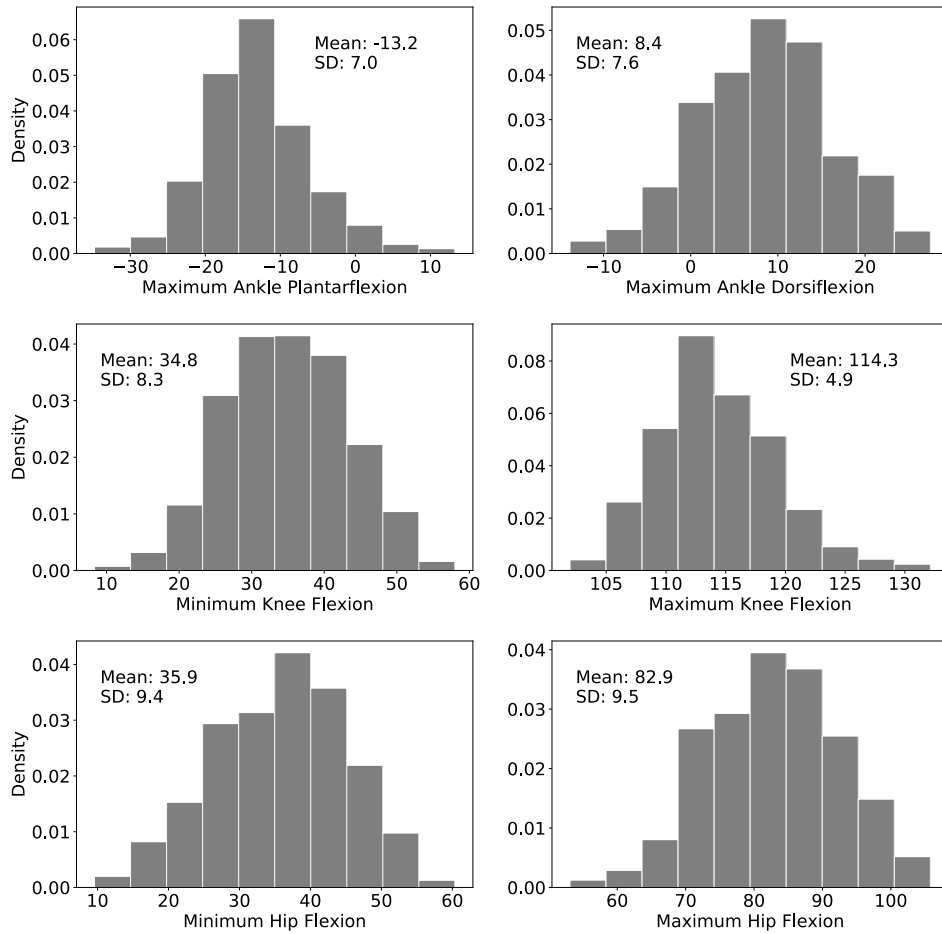 0.06
0.05
0.04
0.03
0.02
0.01
0.00
Density
Mean: -13.2
SD: 7.0
−30 −20 −10 0 10
Maximum Ankle Plantarflexion
0.05
0.04
0.03
0.02
0.01
0.00
Mean: 8.4
SD: 7.6
−10 0 10 20
Maximum Ankle Dorsiflexion
0.04
0.03
0.02
0.01
0.00
Mean: 34.8
SD: 8.3
10 20 30 40 50 60
Minimum Knee Flexion
0.08
0.06
0.04
0.02
0.00
Mean: 114.3
SD: 4.9
105 110 115 120 125 130
Maximum Knee Flexion
0.04
0.03
0.02
0.01
0.00
Density
Mean: 35.9
SD: 9.4
10 20 30 40 50 60
Minimum Hip Flexion
0.04
0.03
0.02
0.01
0.00
Mean: 82.9
SD: 9.5
60 70 80 90 100
Maximum Hip Flexion